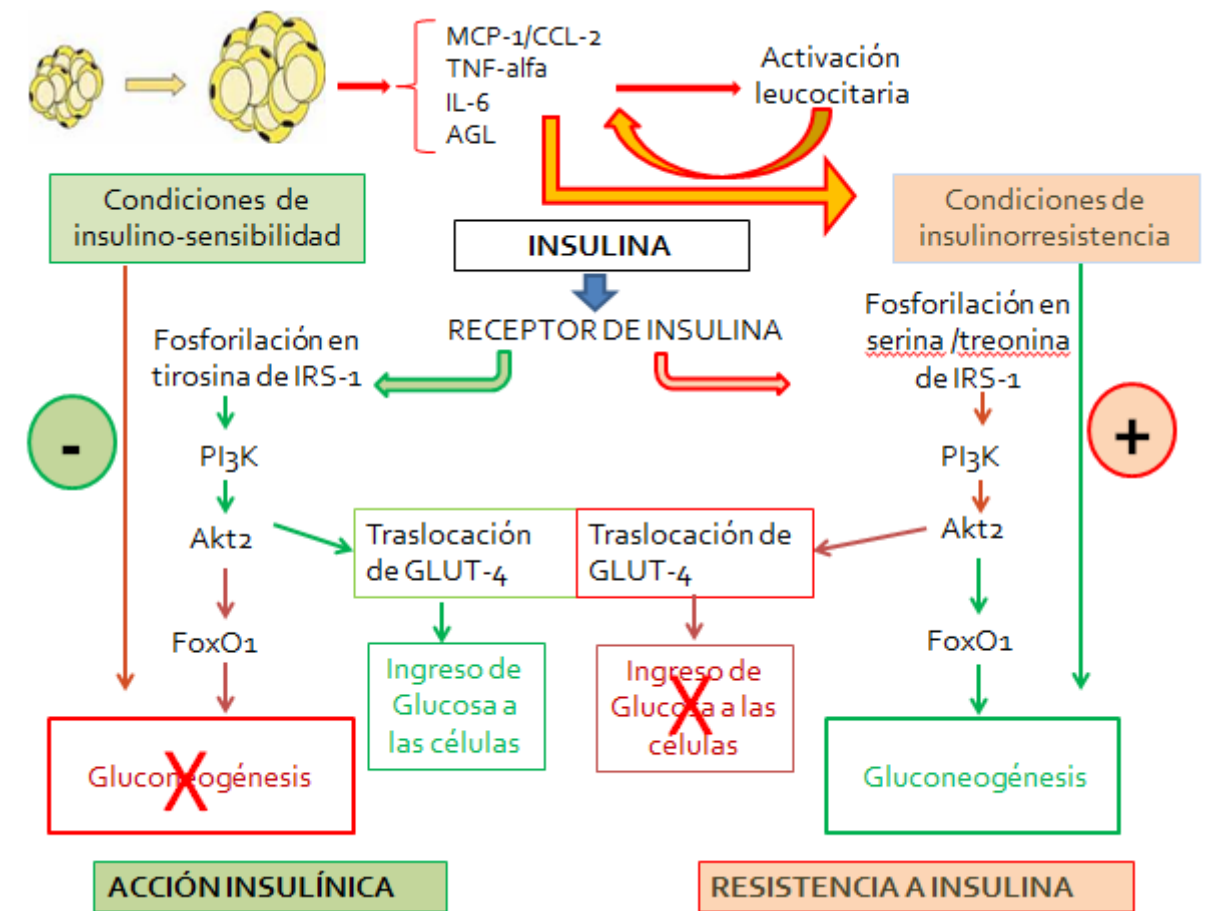 MCP-1/CCL-2
TNF-alfa
IL-6
AGL
Activación
leucocitaria
Condiciones de
insulino-sensibilidad
INSULINA
Condiciones de
insulinorresistencia
RECEPTOR DE INSULINA
Fosforilación en
tirosina de IRS-1
Fosforilación en
serina /treonina
de IRS-1
-
+
PI3K
Akt2
FoxO1
PI3K
Akt2
FoxO1
Traslocación
de GLUT-4
Traslocación de
GLUT-4
Ingreso de
Glucosa a
las células
Ingreso de
Glucosa a las
células
X
Gluconeogénesis
X
Gluconeogénesis
ACCIÓN INSULÍNICA
RESISTENCIA A INSULINA